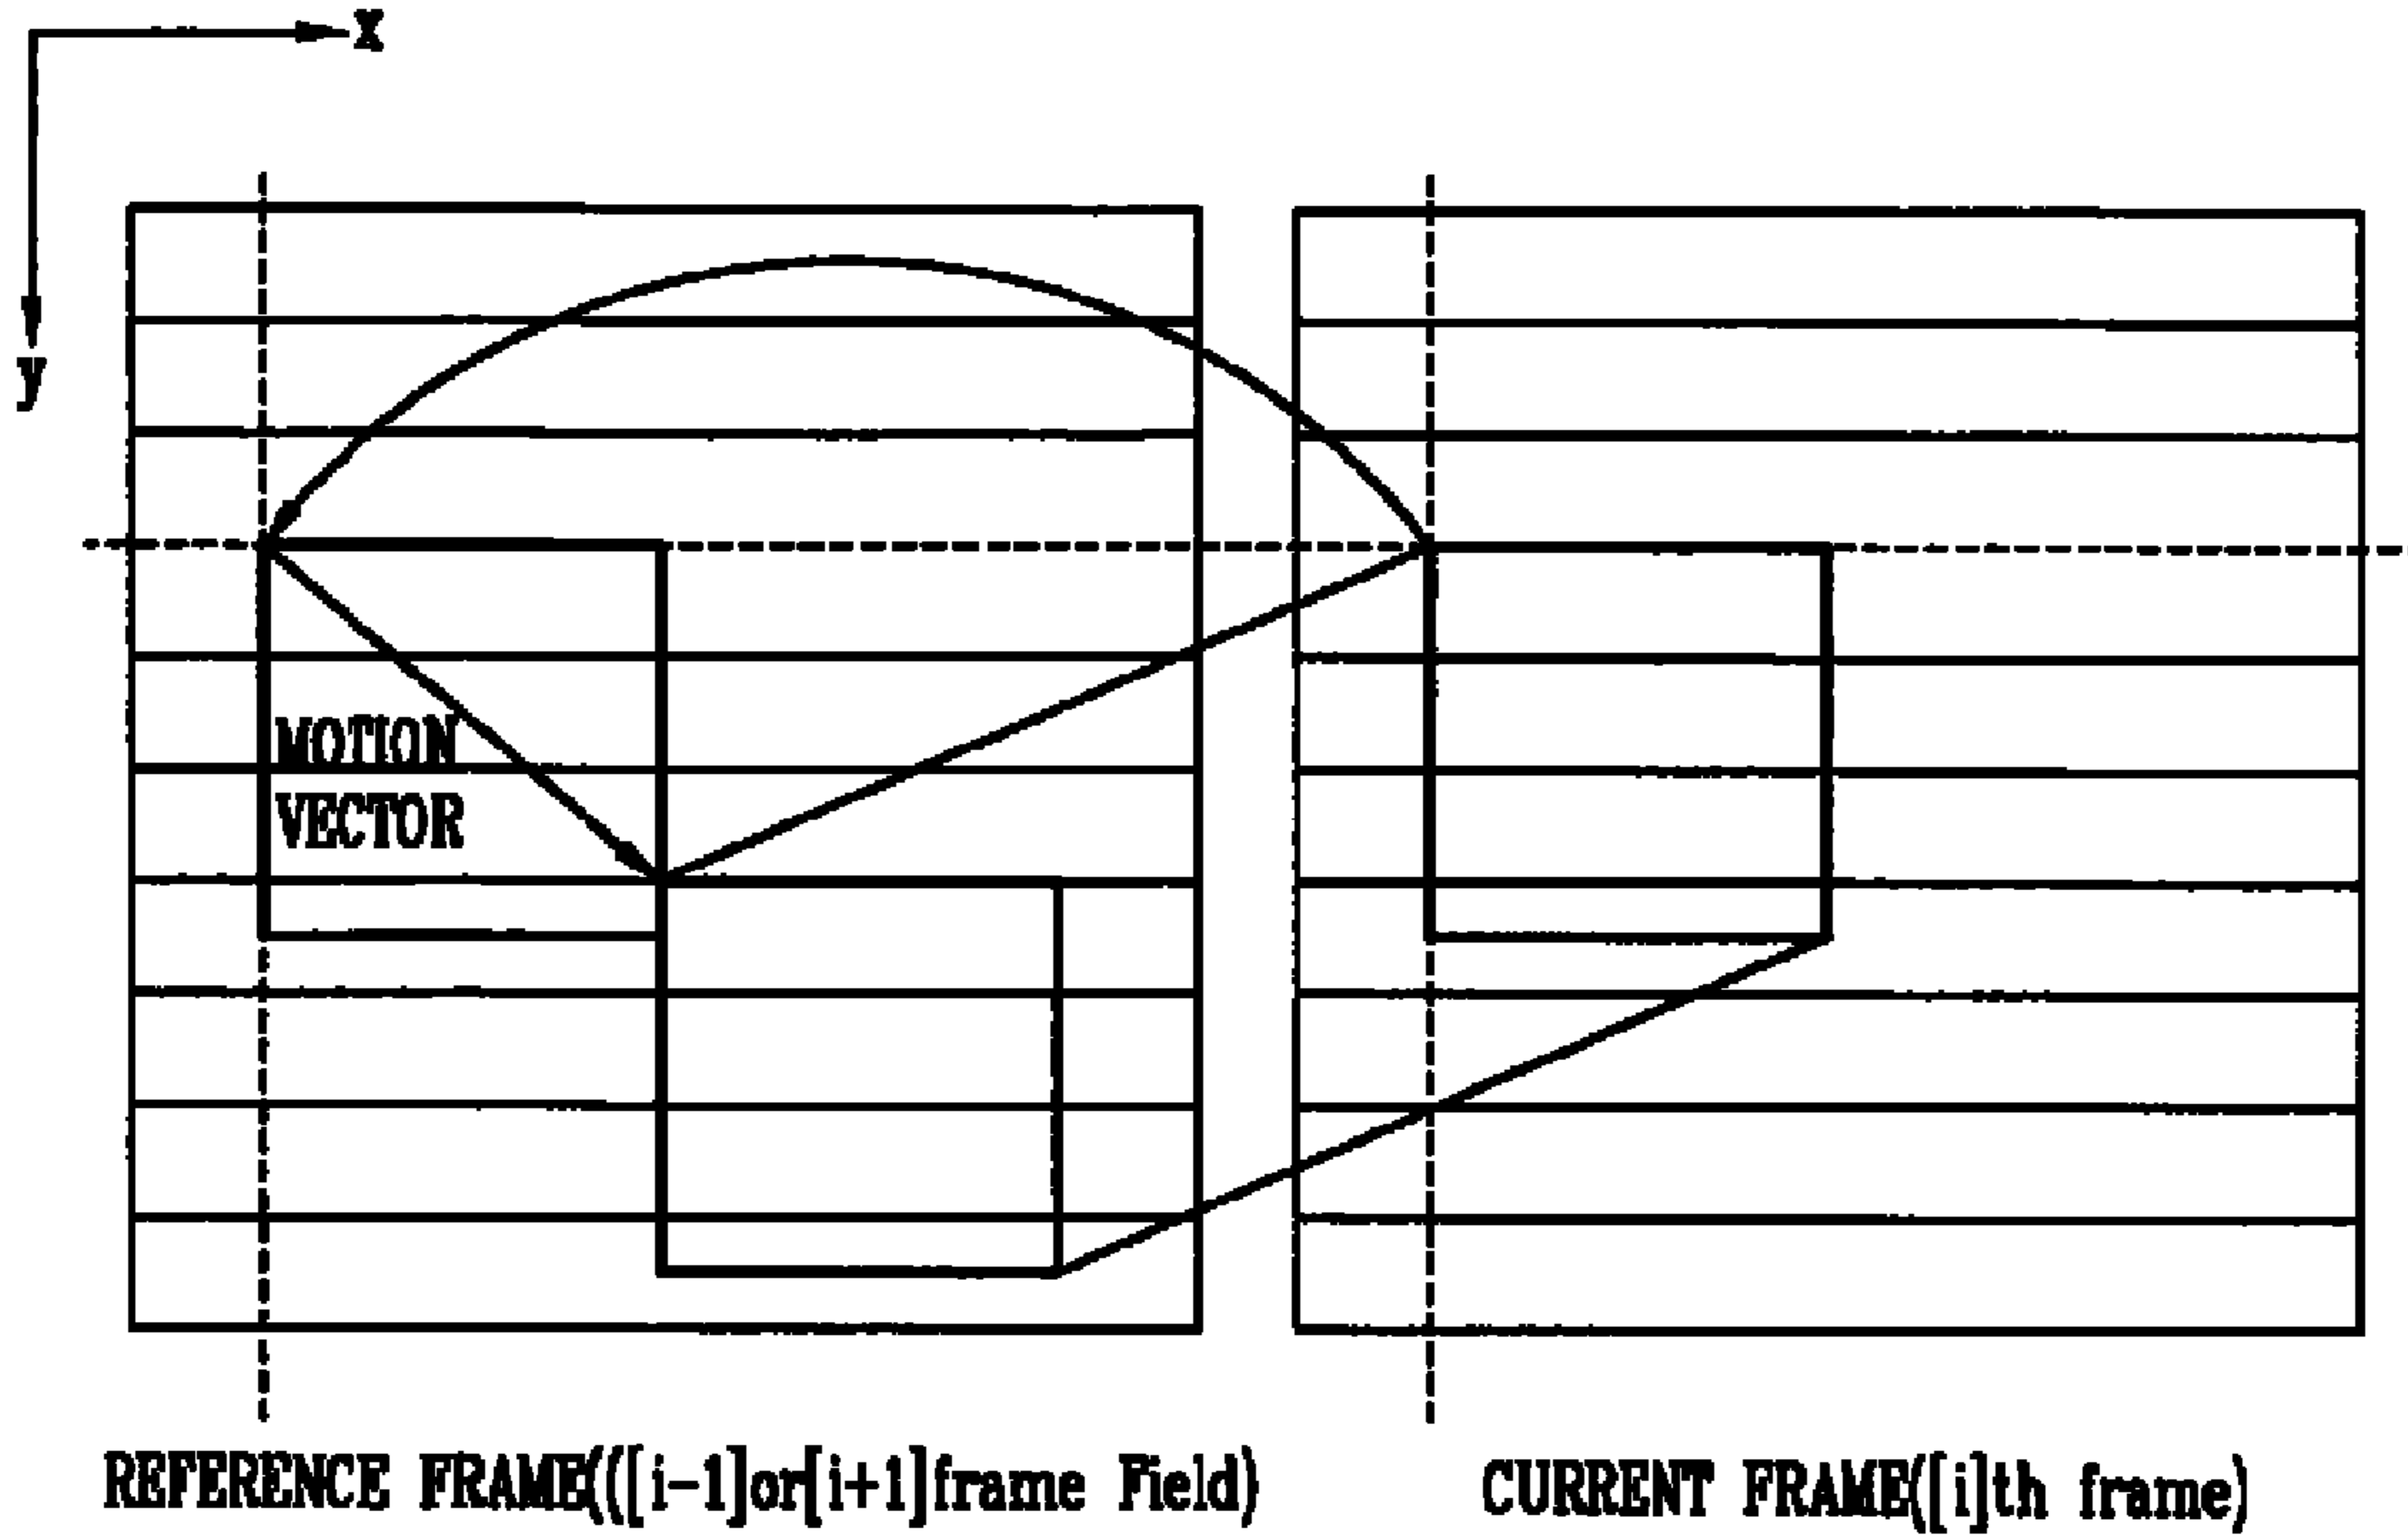 X
y
MOTION
VECTOR
REFERENCE FRAME(([i-1]or[i+1]frame Field)
CURRENT FRAME([i]th frame)